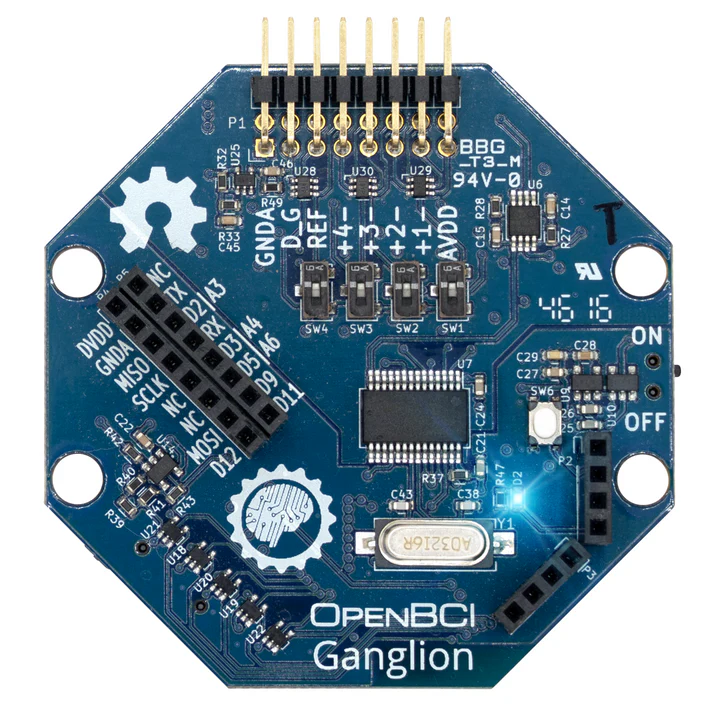 P1
BBG
_T3_M
94V-0
R32
U25
C46
R49
U28
U30
U29
U6
R28
C14
C15
R27
R33
C45
T
GNDA
D_G
REF
+4-
+3-
+2-
+1-
AVDD
4616
SW4
SW3
SW2
SW1
P5
NC
TX
D2|A3
RX
D3|A4
D5|A6
D9
D11
DVDD
GNDA
MISO
SCLK
NC
NC
MOSI
D12
ON
OFF
C29
C28
C27
SW6
U9
U10
U7
C24
C21
R37
R47
D2
P2
P3
C22
R42
R40
R41
R43
R39
U21
U18
U20
U19
U22
C43
C38
Y1
AD3216R
OPENBCI
Ganglion